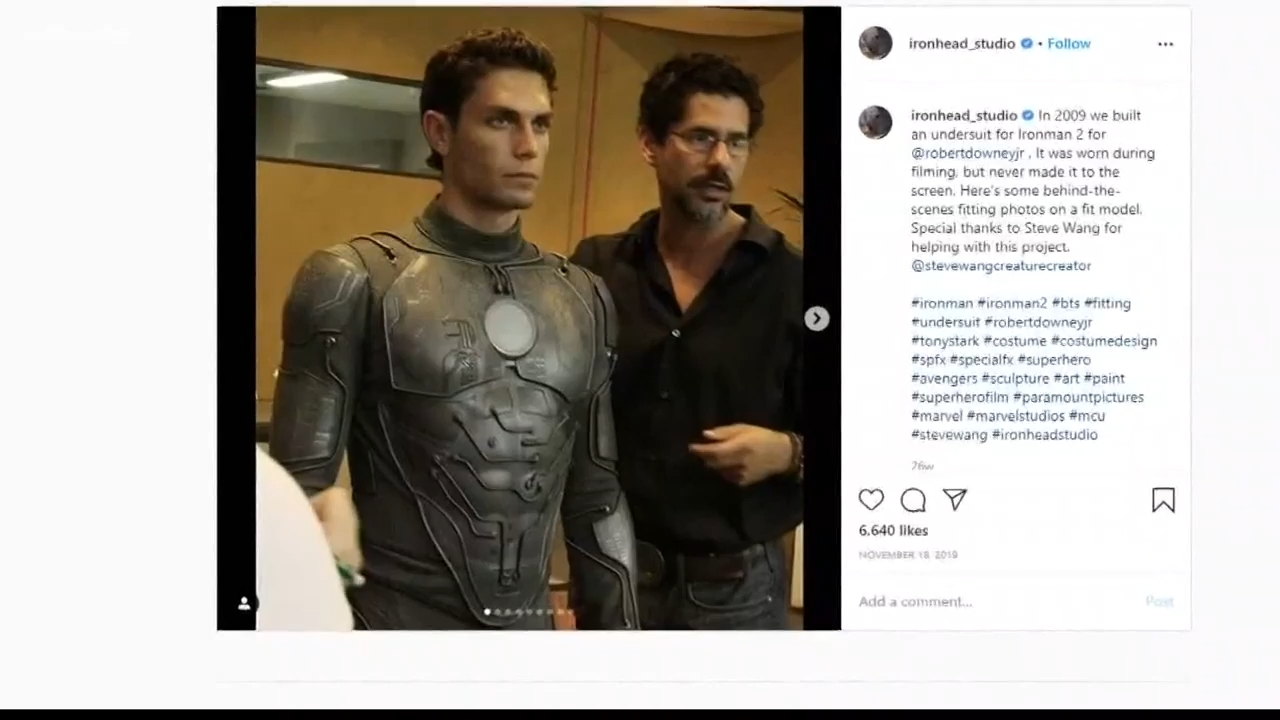 ironhead_studio • Follow
ironhead_studio In 2009 we built
an undersuit for Ironman 2 for
@robertdowneyjr . It was worn during
filming, but never made it to the
screen. Here's some behind-the-
scenes fitting photos on a fit model.
Special thanks to Steve Wang for
helping with this project.
@stevewangcreaturecreator
#ironman #ironman2 #bts #fitting
#undersuit #robertdowneyjr
#tonystark #costume #costumedesign
#spfx #specialfx #superhero
#avengers #sculpture #art #paint
#superherofilm #paramountpictures
#marvel #marvelstudios #mcu
#stevewang #ironheadstudio
76w
6,640 likes
NOVEMBER 18, 2019
Add a comment...
Post